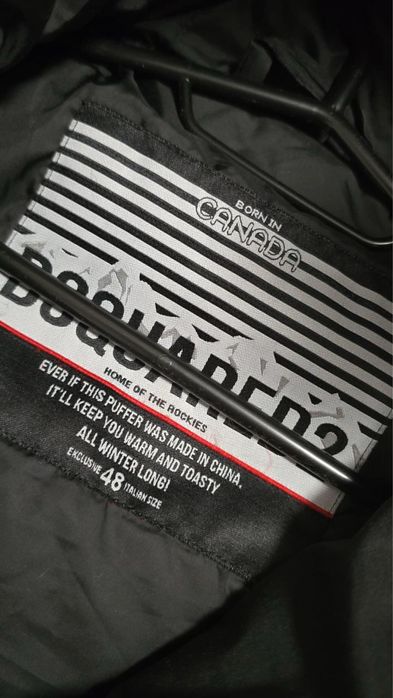 BORN IN
CANADA
DSQUARED2
HOME OF THE ROCKIES
EVER IF THIS PUFFER WAS MADE IN CHINA,
IT'LL KEEP YOU WARM AND TOASTY
ALL WINTER LONG!
EXCLUSIVE 48 ITALIAN SIZE